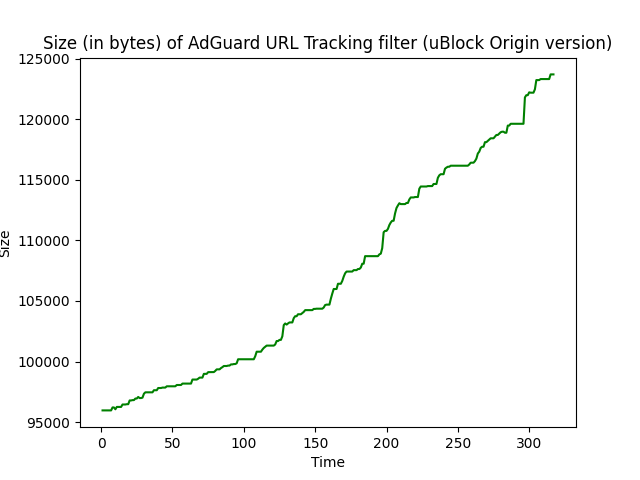 Size (in bytes) of AdGuard URL Tracking filter (uBlock Origin version)
125000
120000
115000
110000
105000
100000
95000
Size
0 50 100 150 200 250 300
Time